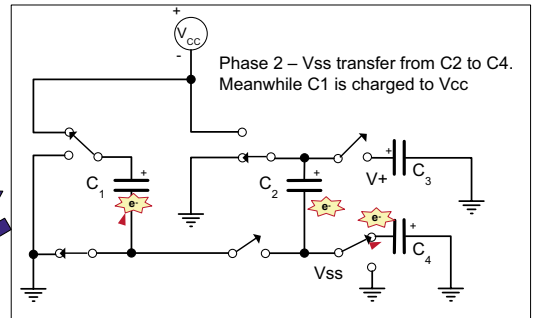 +
VCC
-
Phase 2 – Vss transfer from C2 to C4.
Meanwhile C1 is charged to Vcc
+
C1
e-
+
C2
e-
+
V+
C3
e-
+
C4
Vss